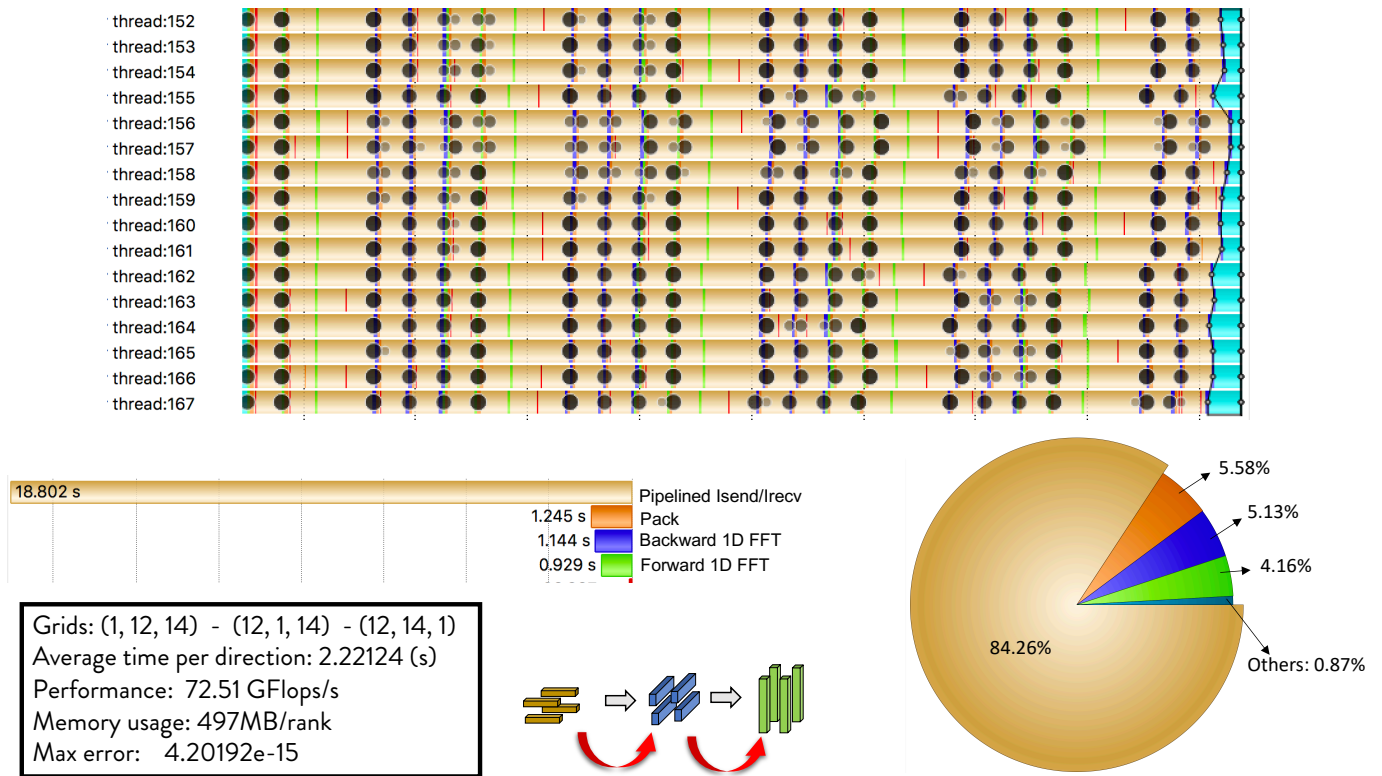 thread:152
thread:153
thread:154
thread:155
thread:156
thread:157
thread:158
thread:159
thread:160
thread:161
thread:162
thread:163
thread:164
thread:165
thread:166
thread:167
18.802 s Pipelined Isend/Irecv
1.245 s Pack
1.144 s Backward 1D FFT
0.929 s Forward 1D FFT
5.58%
5.13%
4.16%
84.26%
Others: 0.87%
Grids: (1, 12, 14) - (12, 1, 14) - (12, 14, 1)
Average time per direction: 2.22124 (s)
Performance: 72.51 GFlops/s
Memory usage: 497MB/rank
Max error: 4.20192e-15